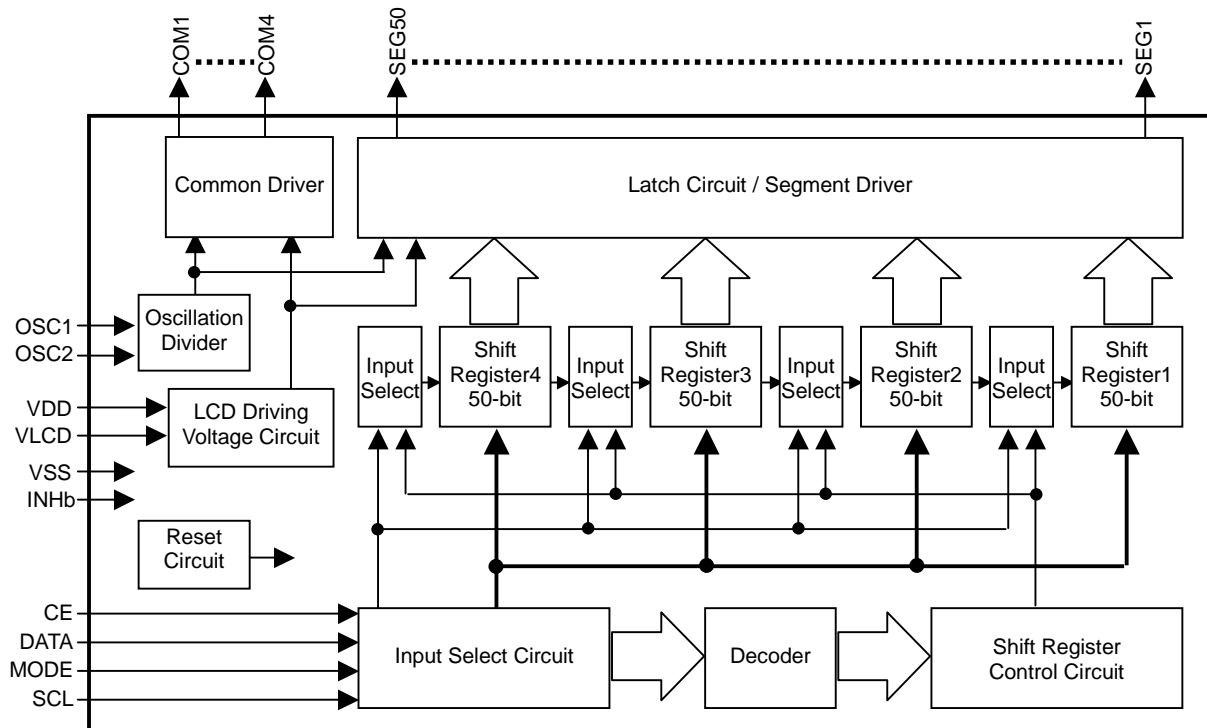 COM1
COM4
SEG50
SEG1
Common Driver
Latch Circuit / Segment Driver
OSC1
OSC2
Oscillation
Divider
Input
Select
Shift
Register4
50-bit
Input
Select
Shift
Register3
50-bit
Input
Select
Shift
Register2
50-bit
Input
Select
Shift
Register1
50-bit
VDD
VLCD
LCD Driving
Voltage Circuit
VSS
INHb
Reset
Circuit
CE
DATA
MODE
SCL
Input Select Circuit
Decoder
Shift Register
Control Circuit